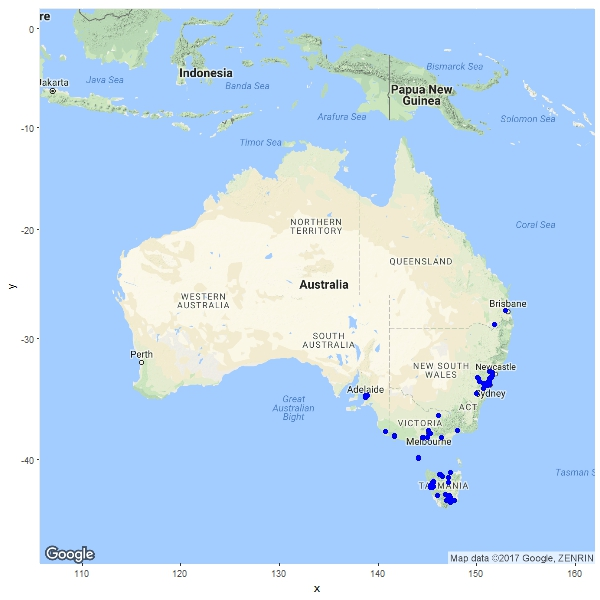 re
0
Indonesia
Bismarck Sea
Jakarta
Java Sea
Banda Sea
Papua New
Guinea
Arafura Sea
Solomon Sea
-10
Timor Sea
NORTHERN
TERRITORY
Coral Sea
-20
QUEENSLAND
Australia
WESTERN
AUSTRALIA
Brisbane
y
-30
SOUTH
AUSTRALIA
Perth
NEW SOUTH
WALES
Newcastle
Adelaide
Sydney
Great
Australian
Bight
ACT
VICTORIA
Melbourne
-40
Tasman S
TASMANIA
Google
Map data ©2017 Google, ZENRIN
110
120
130
140
150
160
x